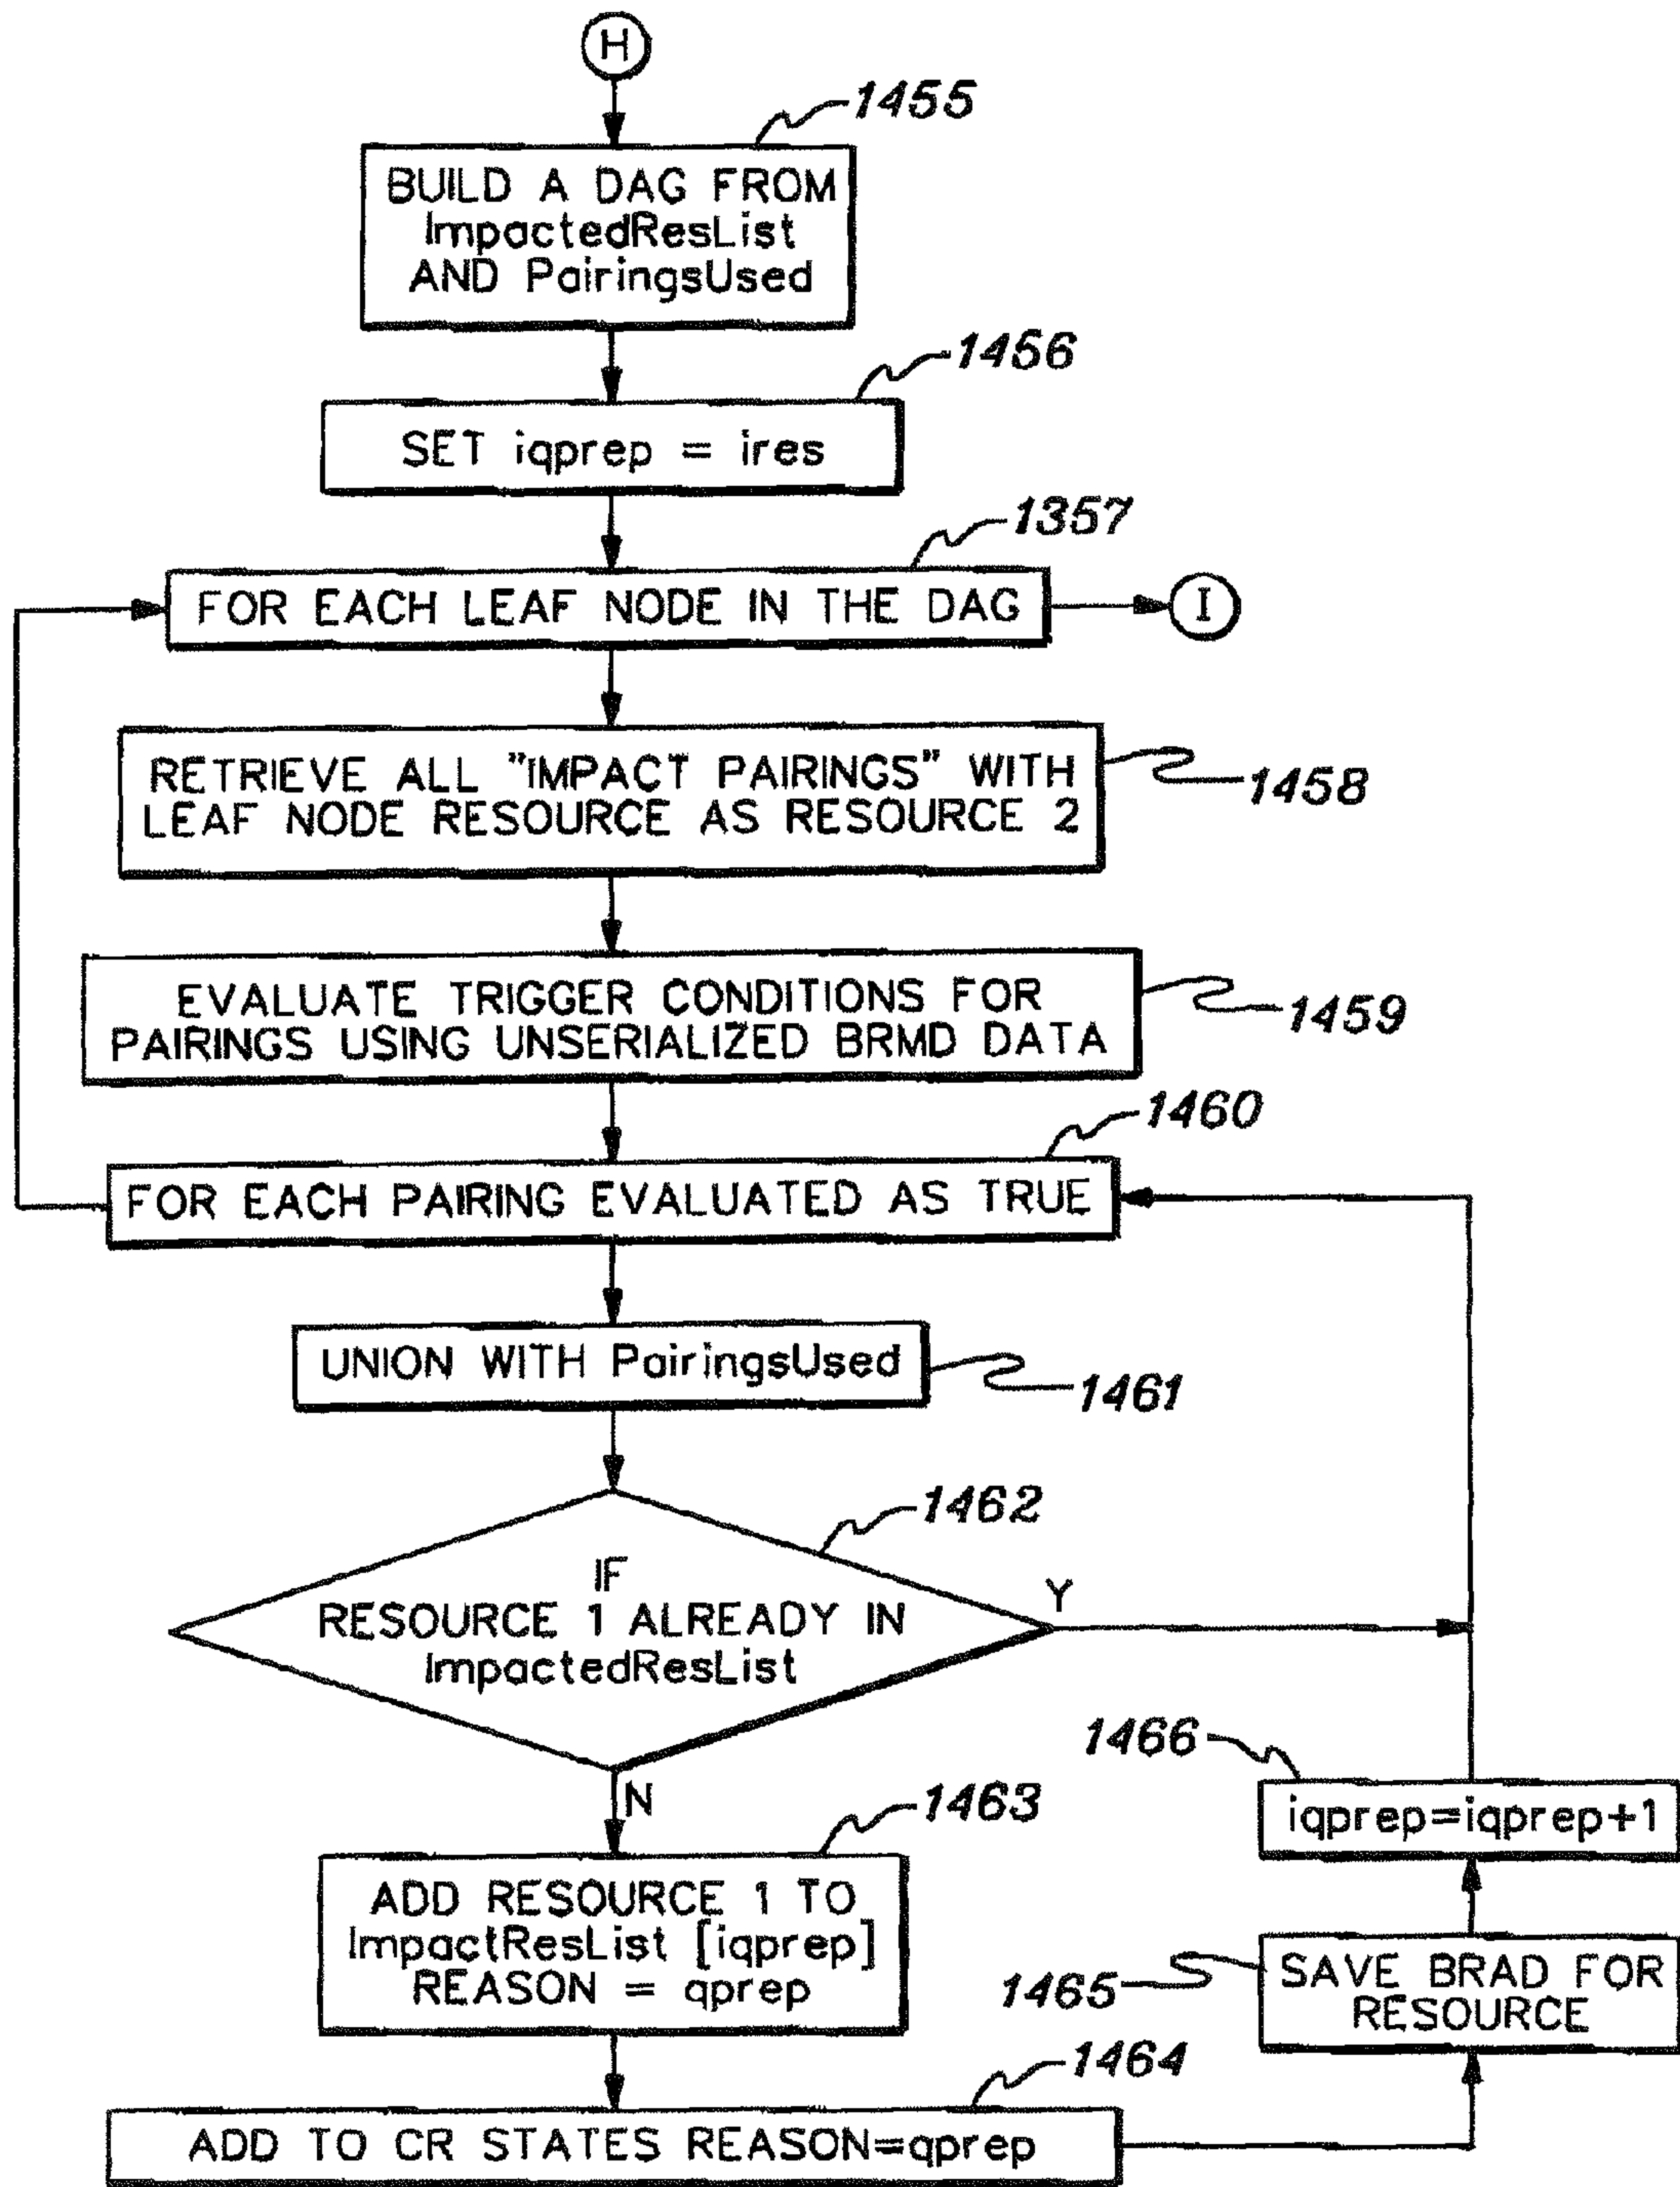 H
1455
BUILD A DAG FROM
ImpactedResList
AND PairingsUsed
1456
SET iqprep = ires
1357
FOR EACH LEAF NODE IN THE DAG
I
RETRIEVE ALL "IMPACT PAIRINGS" WITH
LEAF NODE RESOURCE AS RESOURCE 2
1458
EVALUATE TRIGGER CONDITIONS FOR
PAIRINGS USING UNSERIALIZED BRMD DATA
1459
1460
FOR EACH PAIRING EVALUATED AS TRUE
UNION WITH PairingsUsed
1461
1462
IF
RESOURCE 1 ALREADY IN
ImpactedResList
Y
N
1463
ADD RESOURCE 1 TO
ImpactResList [iqprep]
REASON = qprep
1464
ADD TO CR STATES REASON=qprep
1465
SAVE BRAD FOR
RESOURCE
1466
iqprep=iqprep+1